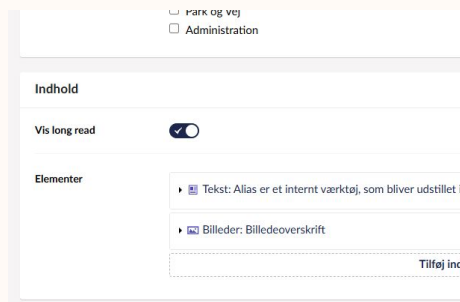 Park og vej
Administration
Indhold
Vis long read
Elementer
Tekst: Alias er et internt værktøj, som bliver udstillet
Billeder: Billedeoverskrift
Tilføj ind